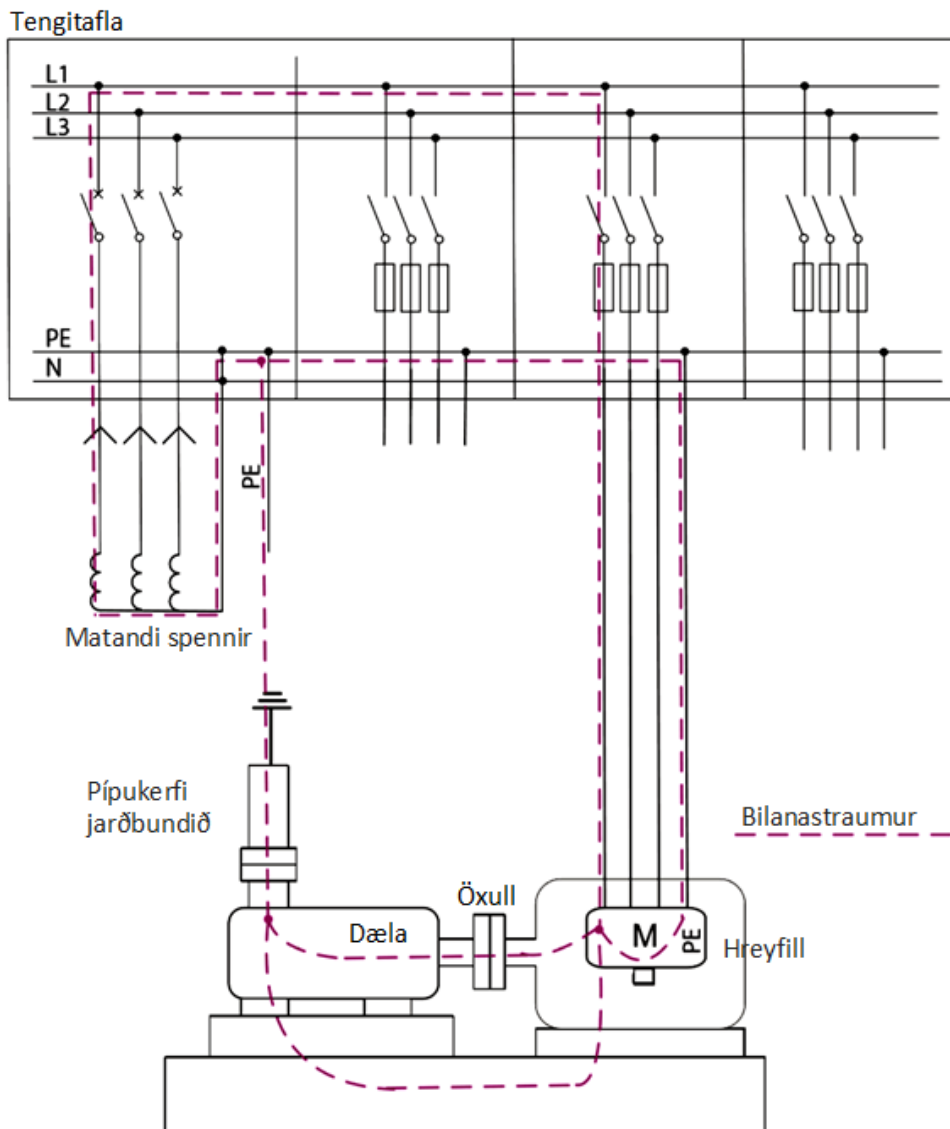 Tengitafla
L1
L2
L3
PE
N
PE
Matandi spennir
Pípukerfi
jarðbundið
Bilanastraumur
Öxull
Dæla
M
PE
Hreyfill